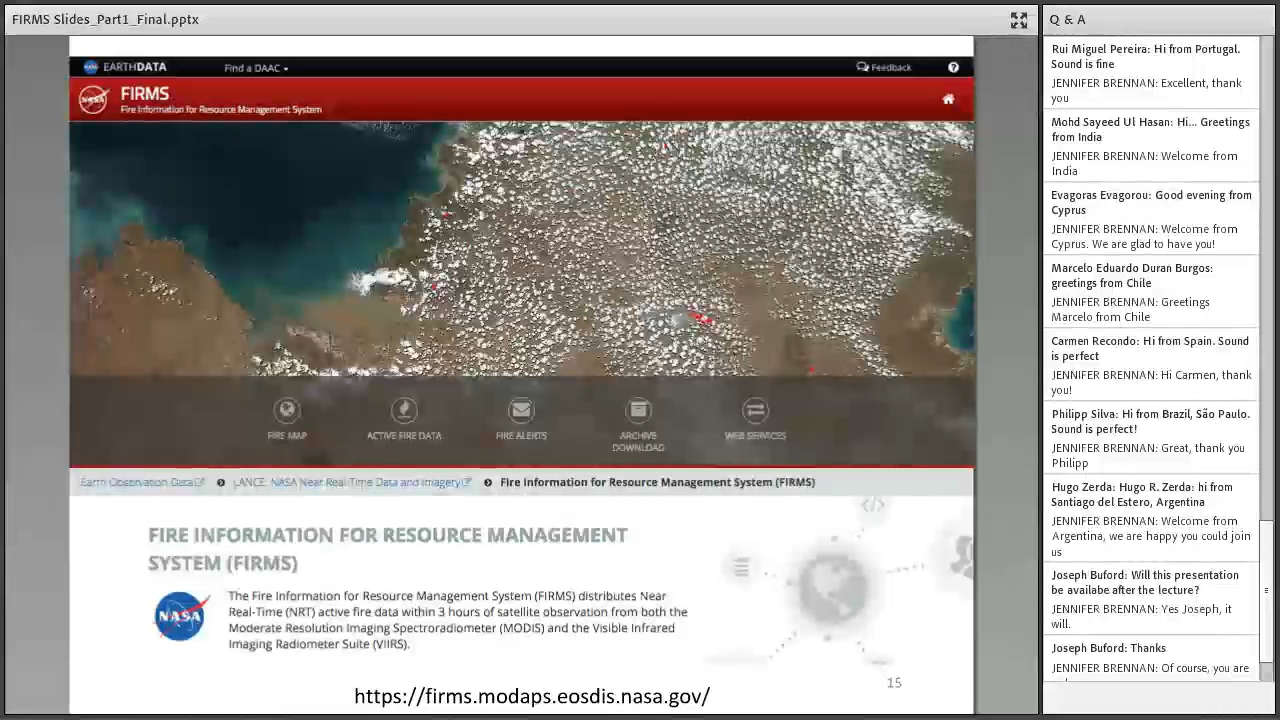 FIRMS Slides_Part1_Final.pptx
EARTHDATA
Find a DAAC
Feedback
?
NASA
FIRMS
Fire Information for Resource Management System
FIRE MAP
ACTIVE FIRE DATA
FIRE ALERTS
ARCHIVE
DOWNLOAD
WEB SERVICES
Earth Observation Data
LANCE: NASA Near Real-Time Data and Imagery
Fire Information for Resource Management System (FIRMS)
FIRE INFORMATION FOR RESOURCE MANAGEMENT
SYSTEM (FIRMS)
NASA
The Fire Information for Resource Management System (FIRMS) distributes Near
Real-Time (NRT) active fire data within 3 hours of satellite observation from both the
Moderate Resolution Imaging Spectroradiometer (MODIS) and the Visible Infrared
Imaging Radiometer Suite (VIIRS).
</>
15
https://firms.modaps.eosdis.nasa.gov/
Q & A
Rui Miguel Pereira: Hi from Portugal.
Sound is fine
JENNIFER BRENNAN: Excellent, thank
you
Mohd Sayeed Ul Hasan: Hi... Greetings
from India
JENNIFER BRENNAN: Welcome from
India
Evagoras Evagorou: Good evening from
Cyprus
JENNIFER BRENNAN: Welcome from
Cyprus. We are glad to have you!
Marcelo Eduardo Duran Burgos:
greetings from Chile
JENNIFER BRENNAN: Greetings
Marcelo from Chile
Carmen Recondo: Hi from Spain. Sound
is perfect
JENNIFER BRENNAN: Hi Carmen, thank
you!
Philipp Silva: Hi from Brazil, São Paulo.
Sound is perfect!
JENNIFER BRENNAN: Great, thank you
Philipp
Hugo Zerda: Hugo R. Zerda: hi from
Santiago del Estero, Argentina
JENNIFER BRENNAN: Welcome from
Argentina, we are happy you could join
us
Joseph Buford: Will this presentation
be availabe after the lecture?
JENNIFER BRENNAN: Yes Joseph, it
will.
Joseph Buford: Thanks
JENNIFER BRENNAN: Of course, you are